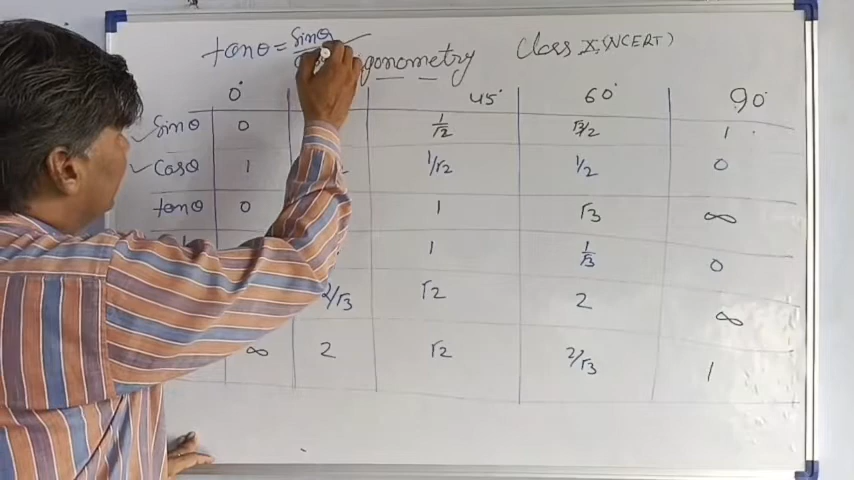 tanθ = sinθ
Class X (NCERT)
0° 45° 60° 90°
sinθ 0 1/√2 √3/2 1
Cosθ 1 1/√2 1/2 0
tanθ 0 1 √3 ∞
1 1/√3 0
2/√3 √2 2 ∞
∞ 2 √2 2/√3 1